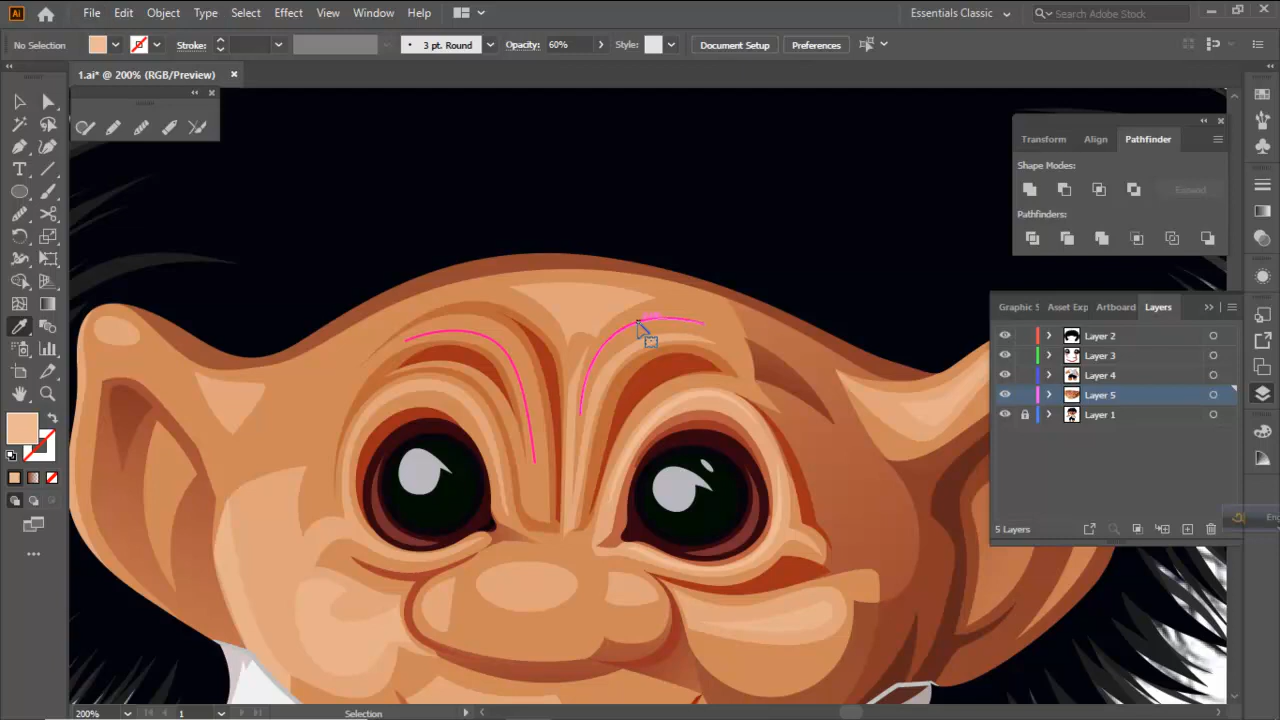 Ai File Edit Object Type Select Effect View Window Help Essentials Classic Search Adobe Stock
No Selection Stroke: 3 pt. Round Opacity: 60% Style: Document Setup Preferences
1.ai* @ 200% (RGB/Preview)
Transform Align Pathfinder
Shape Modes:
Expand
Pathfinders:
Graphic S Asset Exp Artboard Layers
Layer 2
Layer 3
Layer 4
Layer 5
Layer 1
5 Layers
200% 1 Selection